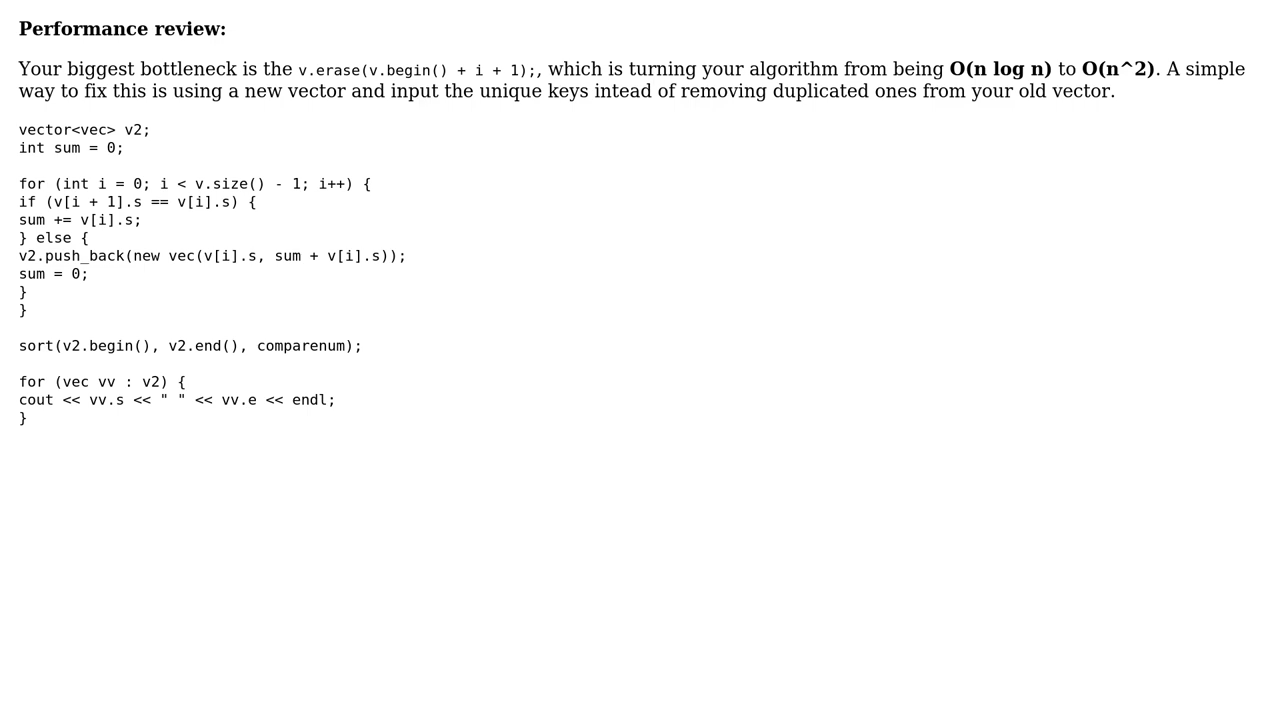 Performance review:
Your biggest bottleneck is the v.erase(v.begin() + i + 1);, which is turning your algorithm from being O(n log n) to O(n^2). A simple
way to fix this is using a new vector and input the unique keys intead of removing duplicated ones from your old vector.
vector<vec> v2;
int sum = 0;
for (int i = 0; i < v.size() - 1; i++) {
if (v[i + 1].s == v[i].s) {
sum += v[i].s;
} else {
v2.push_back(new vec(v[i].s, sum + v[i].s));
sum = 0;
}
}
sort(v2.begin(), v2.end(), comparenum);
for (vec vv : v2) {
cout << vv.s << " " << vv.e << endl;
}